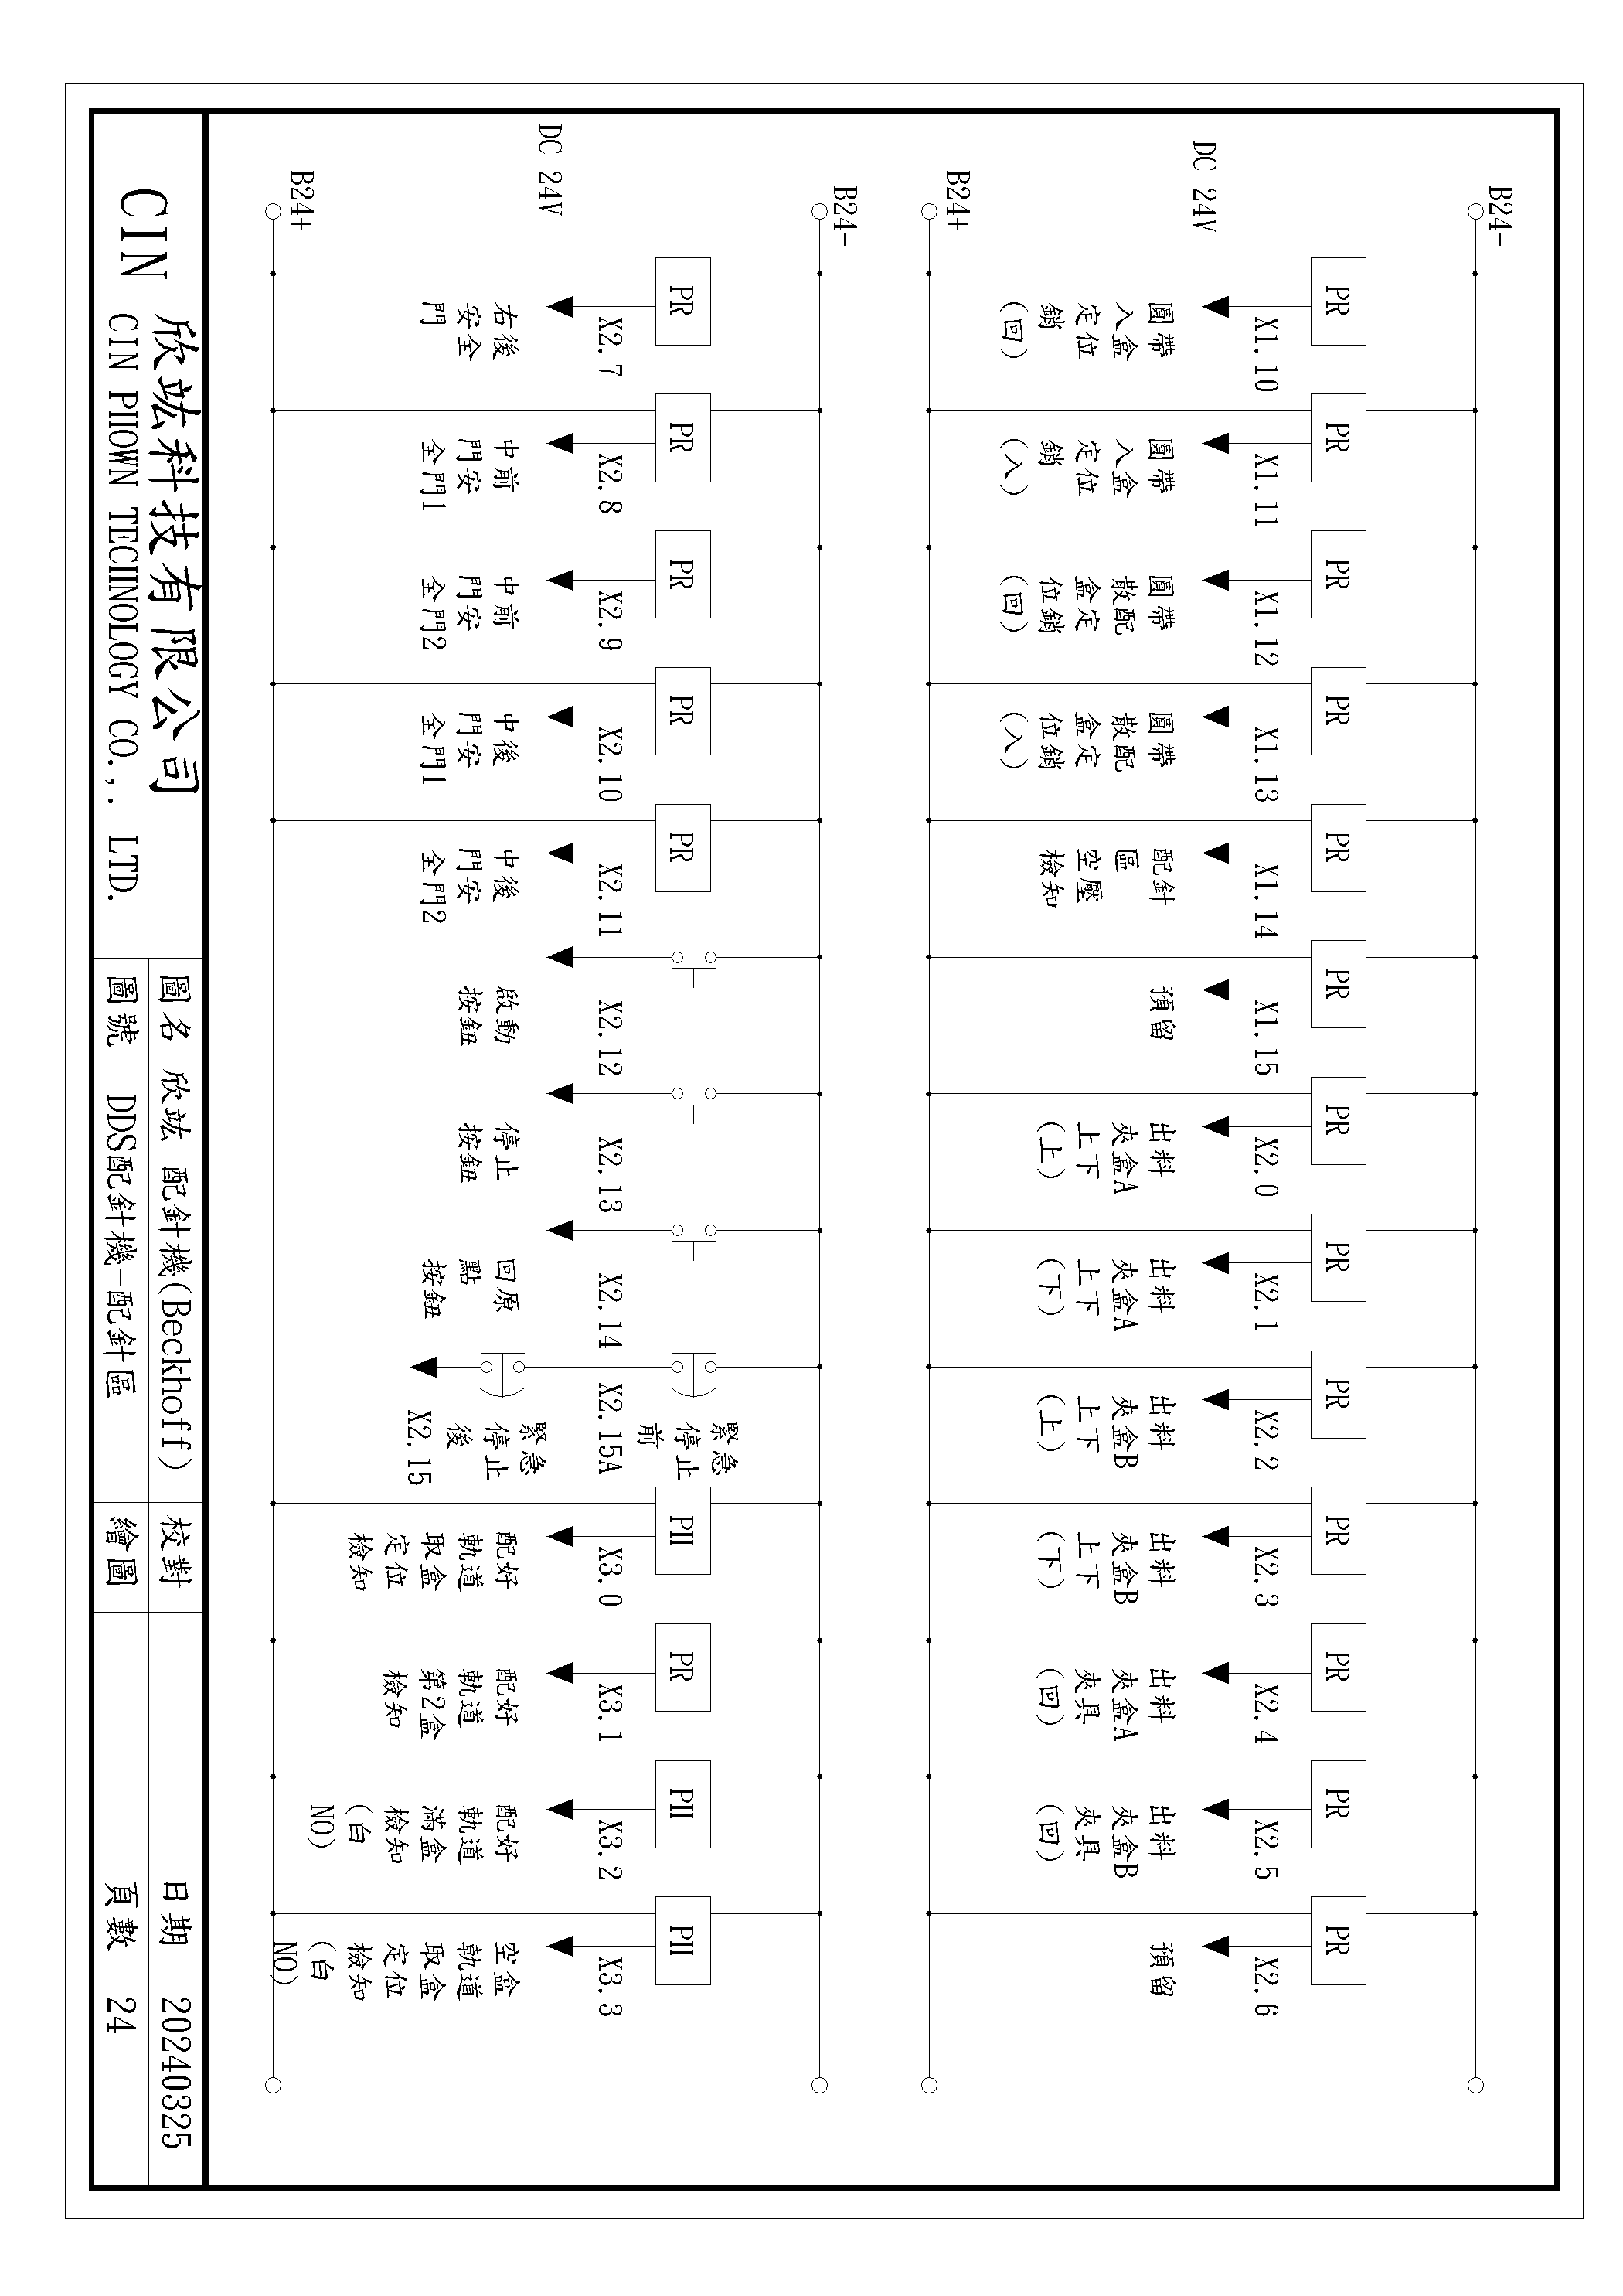 B24-
DC 24V
B24+
PR
X1.10
圓帶
入盒
定位
銷
(回)
PR
X1.11
圓帶
入盒
定位
銷
(入)
PR
X1.12
圓帶
散配
盒定
位銷
(回)
PR
X1.13
圓帶
散配
盒定
位銷
(入)
PR
X1.14
配針
區
空壓
檢知
PR
X1.15
預留
PR
X2.0
出料
夾盒A
上下
(上)
PR
X2.1
出料
夾盒A
上下
(下)
PR
X2.2
出料
夾盒B
上下
(上)
PR
X2.3
出料
夾盒B
上下
(下)
PR
X2.4
出料
夾盒A
夾具
(回)
PR
X2.5
出料
夾盒B
夾具
(回)
PR
X2.6
預留
B24-
DC 24V
B24+
PR
X2.7
右後
安全
門
PR
X2.8
中前
門安
全門1
PR
X2.9
中前
門安
全門2
PR
X2.10
中後
門安
全門1
PR
X2.11
中後
門安
全門2
X2.12
啟動
按鈕
X2.13
停止
按鈕
X2.14
回原
點
按鈕
緊急
停止
前
X2.15A
緊急
停止
後
X2.15
PH
X3.0
配好
軌道
取盒
定位
檢知
PR
X3.1
配好
軌道
第2盒
檢知
PH
X3.2
配好
軌道
滿盒
檢知
(白
NO)
PH
X3.3
空盒
軌道
取盒
定位
檢知
(白
NO)
CIN
欣竑科技有限公司
CIN PHOWN TECHNOLOGY CO.,. LTD.
圖名
欣竑 配針機(Beckhoff)
校對
日期
20240325
圖號
DDS配針機-配針區
繪圖
頁數
24